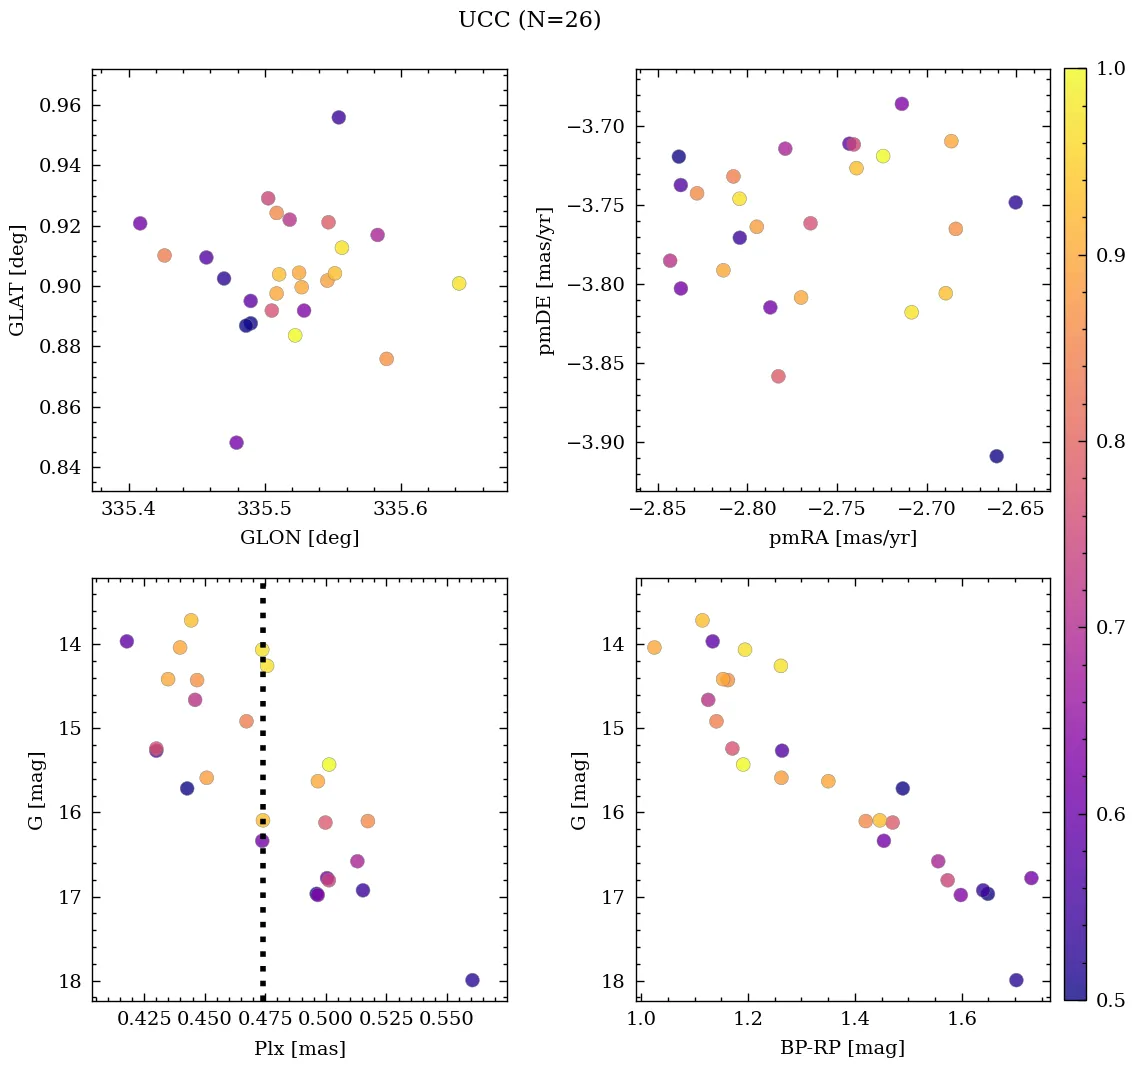 UCC (N=26)
0.96
0.94
0.92
0.90
0.88
0.86
0.84
GLAT [deg]
335.4 335.5 335.6
GLON [deg]
−3.70
−3.75
−3.80
−3.85
−3.90
pmDE [mas/yr]
−2.85 −2.80 −2.75 −2.70 −2.65
pmRA [mas/yr]
14
15
16
17
18
G [mag]
0.425 0.450 0.475 0.500 0.525 0.550
Plx [mas]
14
15
16
17
18
G [mag]
1.0 1.2 1.4 1.6
BP-RP [mag]
1.0
0.9
0.8
0.7
0.6
0.5